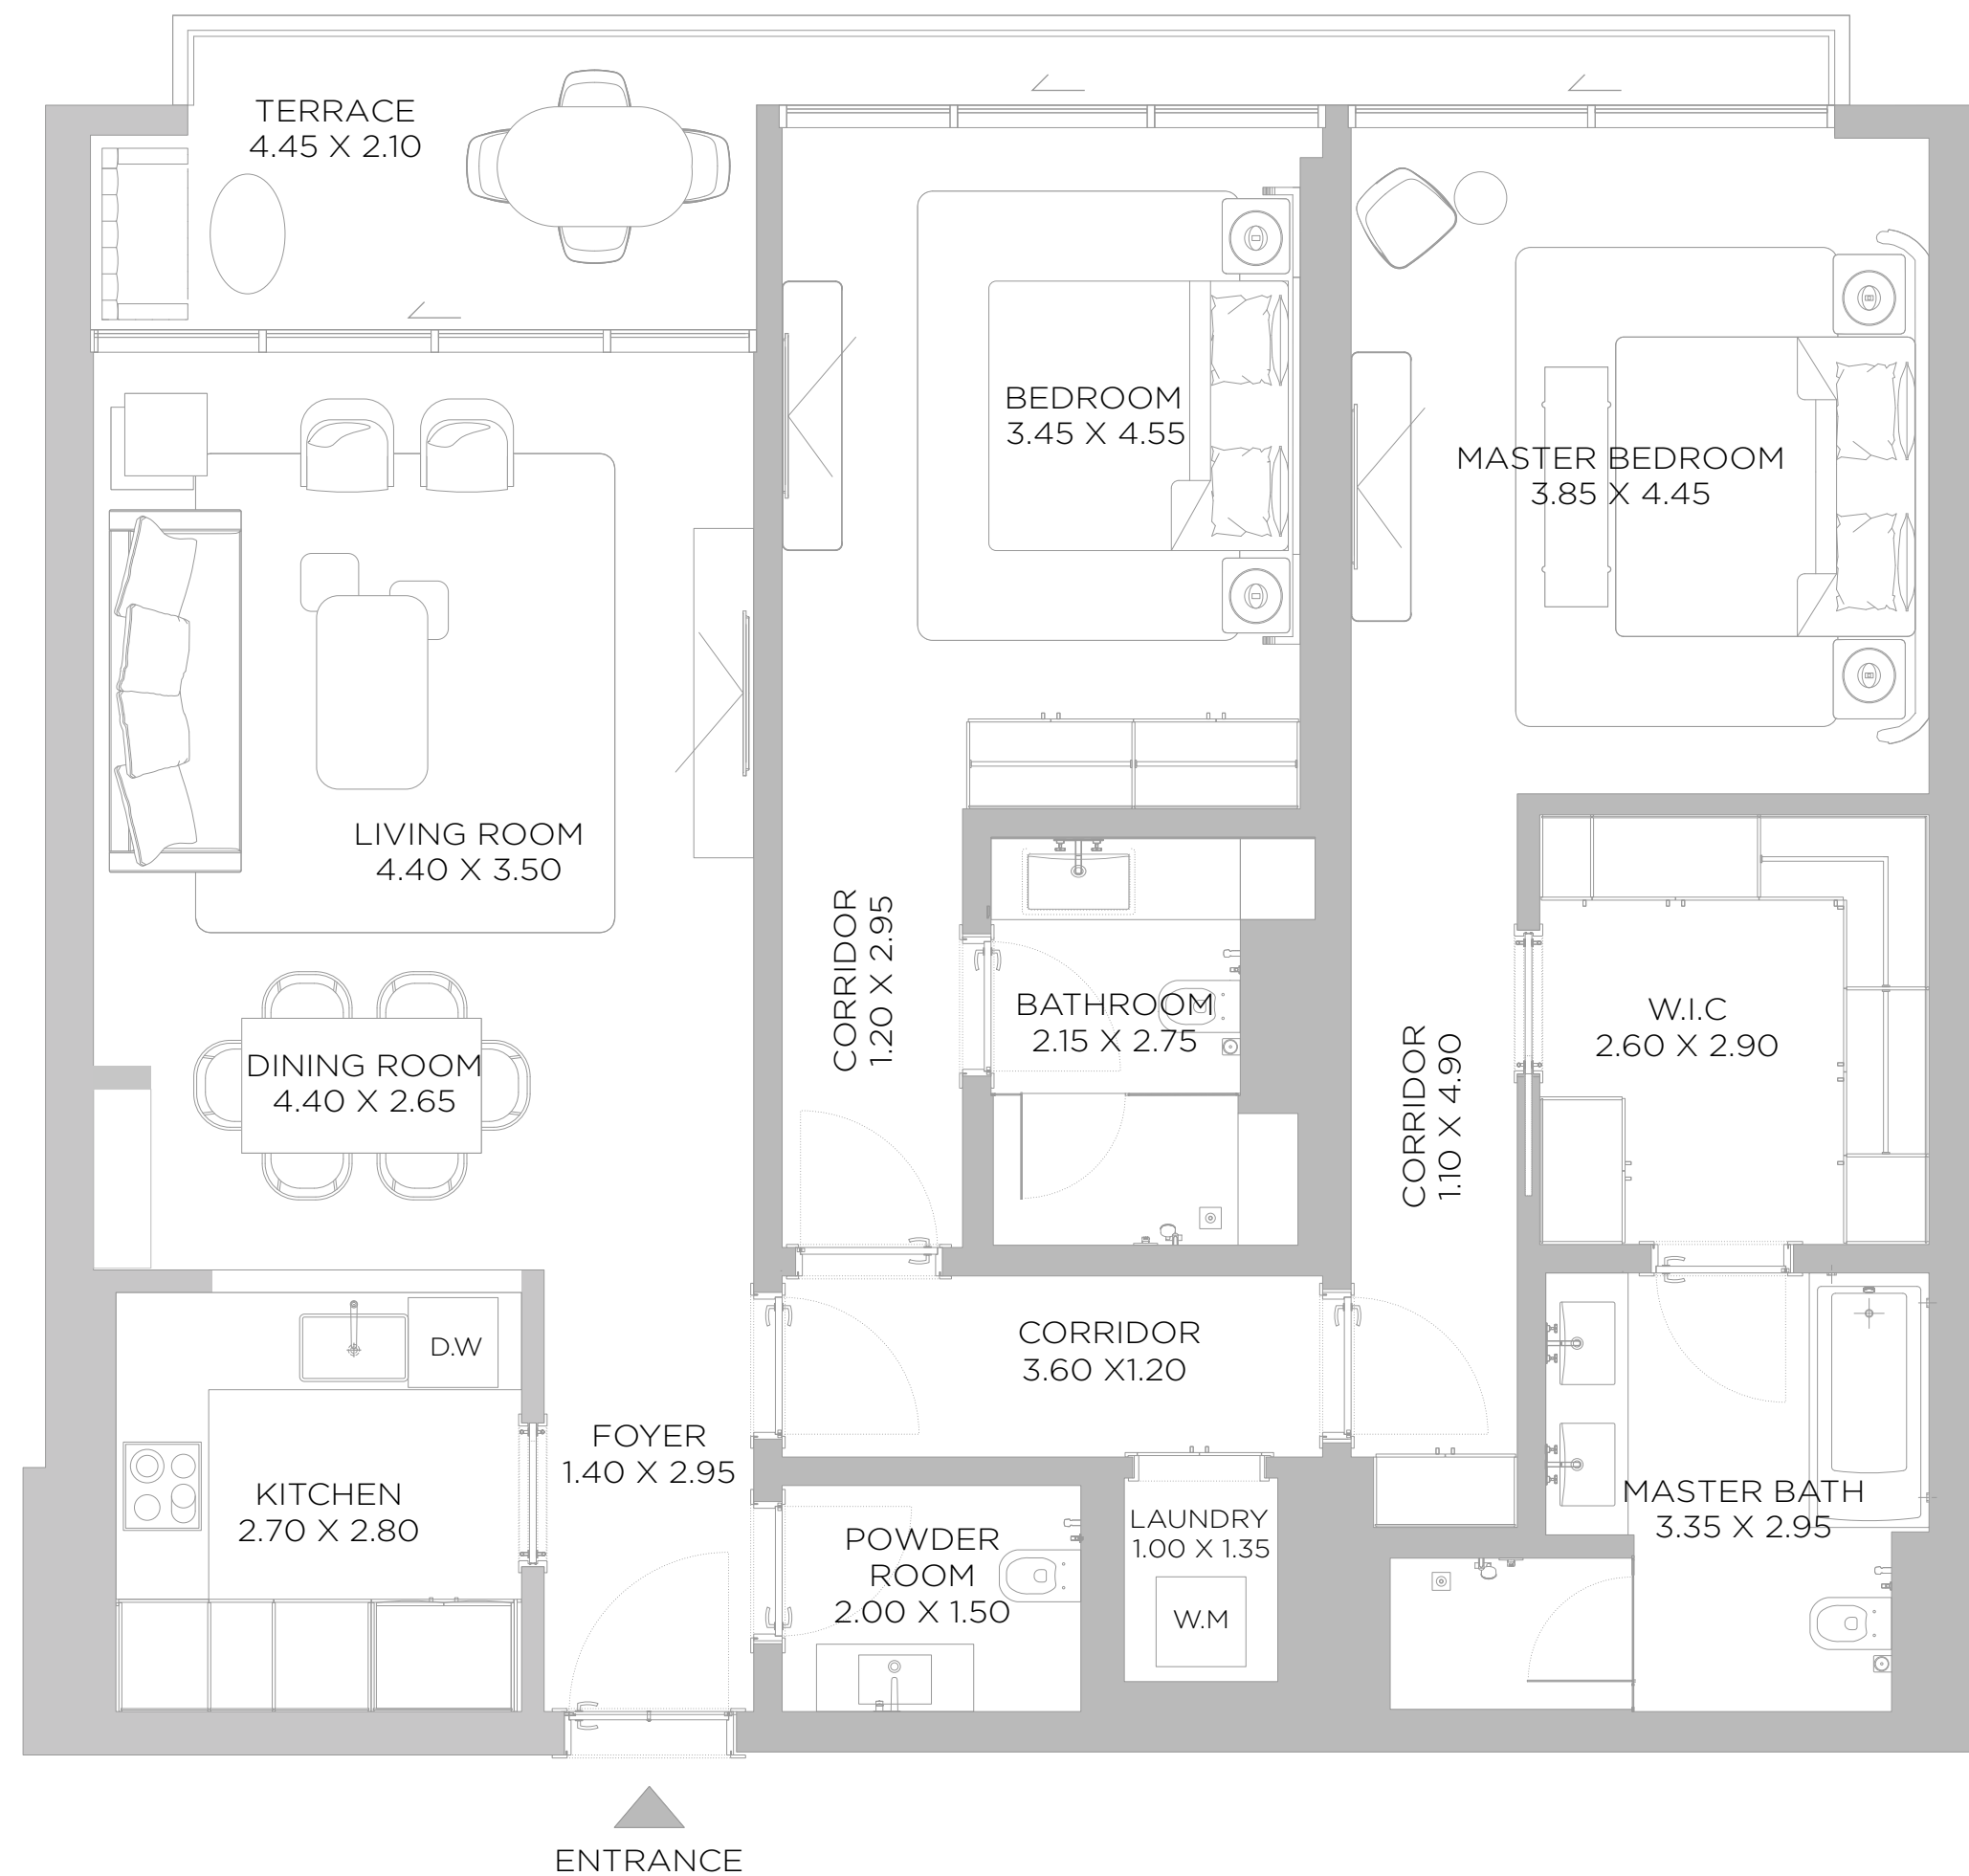 TERRACE
4.45 X 2.10
BEDROOM
3.45 X 4.55
MASTER BEDROOM
3.85 X 4.45
LIVING ROOM
4.40 X 3.50
CORRIDOR
1.20 X 2.95
BATHROOM
2.15 X 2.75
W.I.C
2.60 X 2.90
DINING ROOM
4.40 X 2.65
CORRIDOR
1.10 X 4.90
D.W
CORRIDOR
3.60 X1.20
FOYER
1.40 X 2.95
KITCHEN
2.70 X 2.80
MASTER BATH
3.35 X 2.95
LAUNDRY
1.00 X 1.35
POWDER
ROOM
2.00 X 1.50
W.M
ENTRANCE